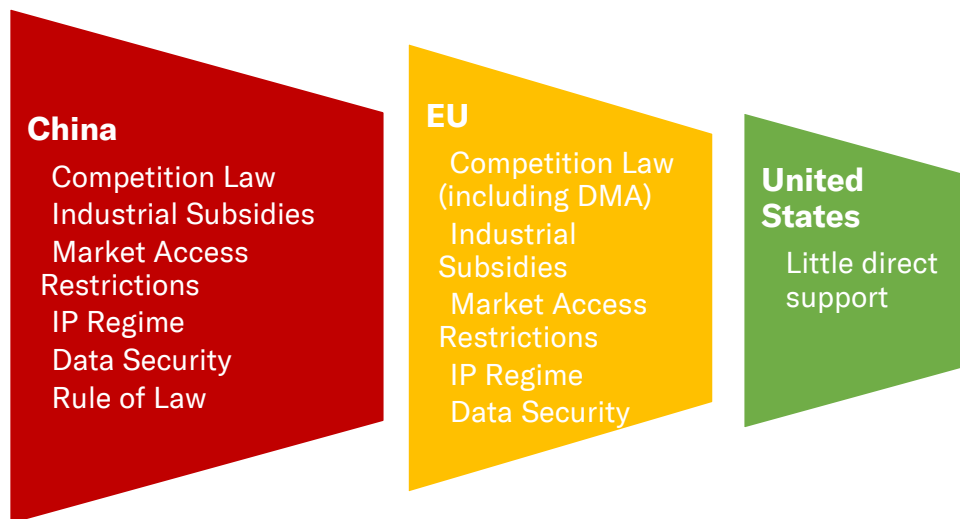 China
Competition Law
Industrial Subsidies
Market Access
Restrictions
IP Regime
Data Security
Rule of Law
EU
Competition Law
(including DMA)
Industrial
Subsidies
Market Access
Restrictions
IP Regime
Data Security
United
States
Little direct
support